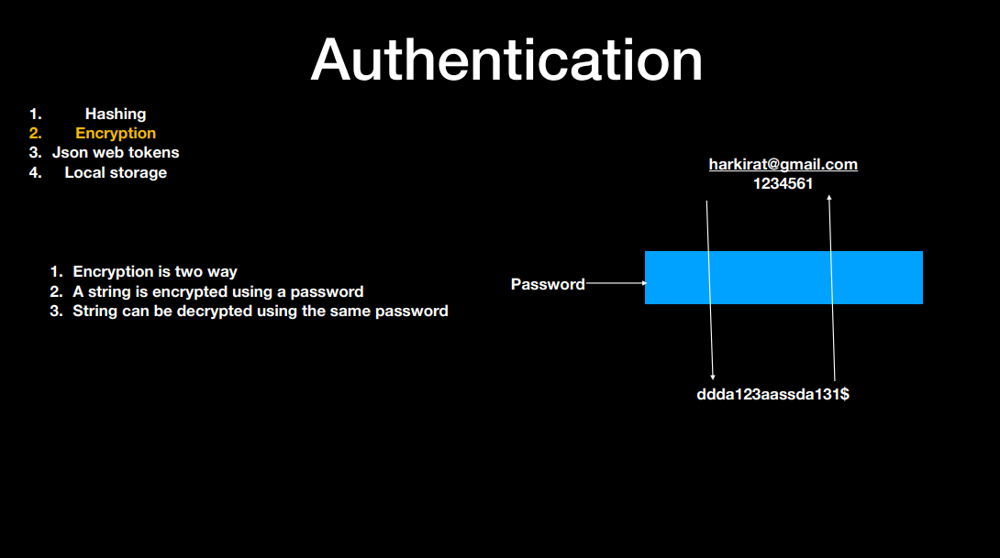 Authentication
1. Hashing
2. Encryption
3. Json web tokens
4. Local storage
harkirat@gmail.com
1234561
1. Encryption is two way
2. A string is encrypted using a password
3. String can be decrypted using the same password
Password
ddda123aassda131$